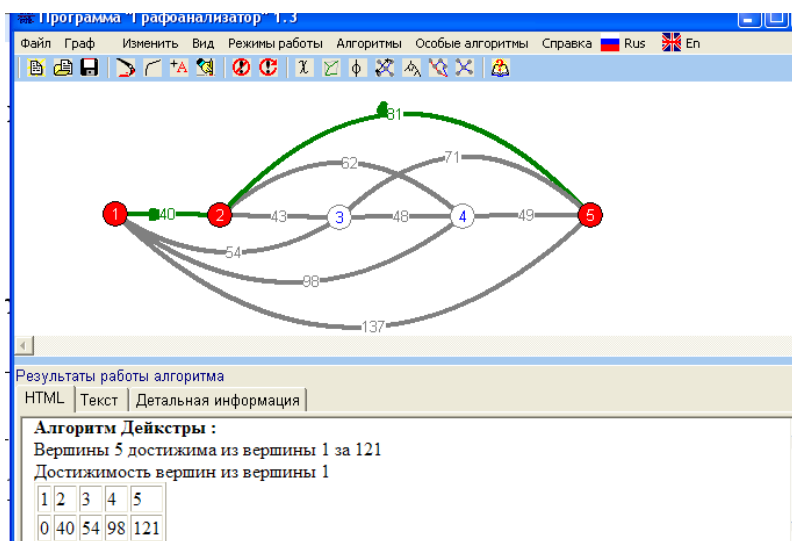 Программа "Графоанализатор" 1.3
Файл Граф Изменить Вид Режимы работы Алгоритмы Особые алгоритмы Справка Rus En
81
62
71
1 40 2 43 3 48 4 49 5
54
98
137
Результаты работы алгоритма
HTML Текст Детальная информация
Алгоритм Дейкстры :
Вершины 5 достижима из вершины 1 за 121
Достижимость вершин из вершины 1
1 2 3 4 5
0 40 54 98 121